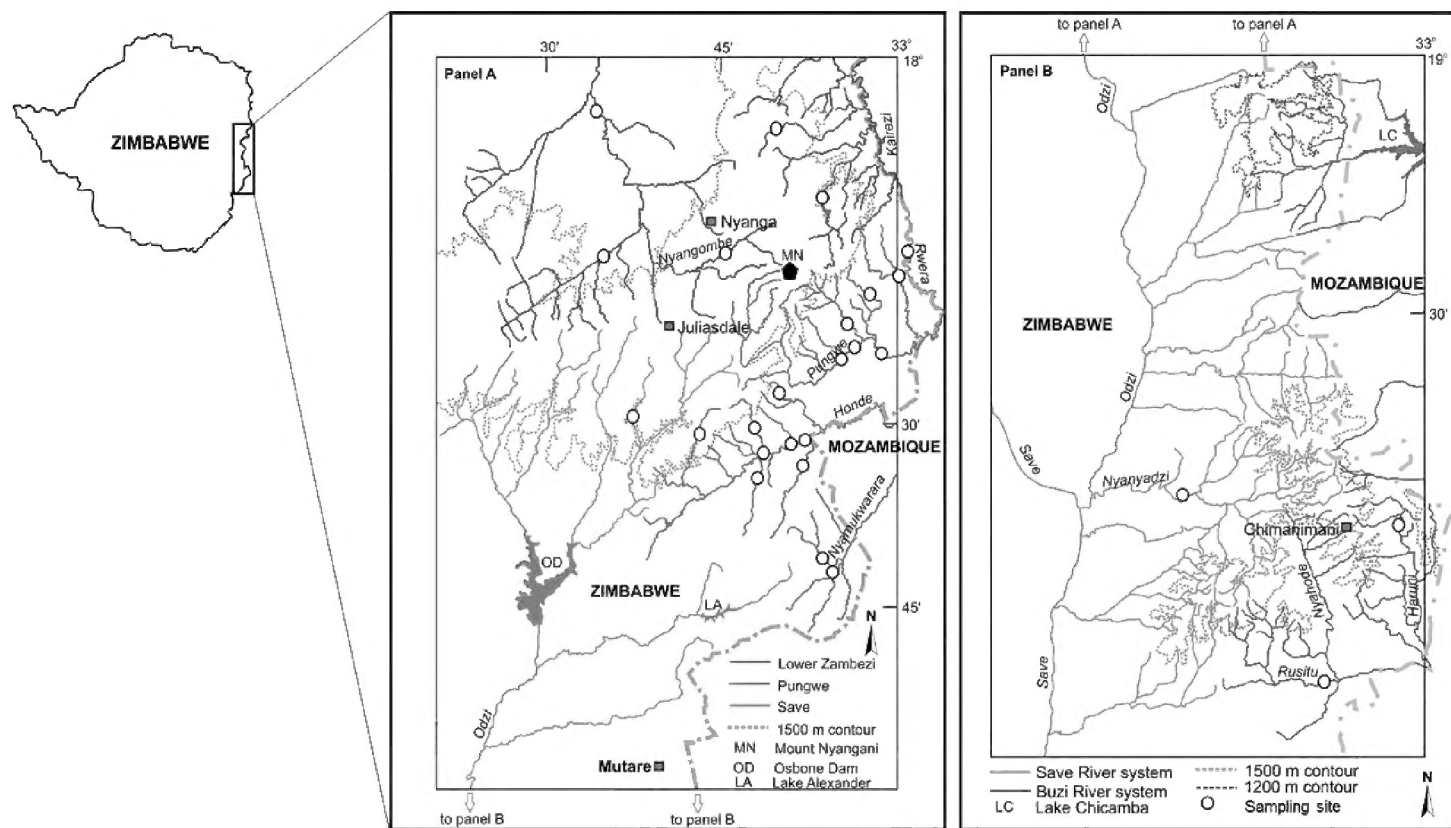 ZIMBABWE
Panel A
30'
45'
33°
18°
Kairezi
Nyanga
Nyangombe
MN
Rwera
Juliasdale
Pungwe
Honde
30'
MOZAMBIQUE
Nyamukwarara
OD
ZIMBABWE
LA
45'
N
Lower Zambezi
Pungwe
Save
1500 m contour
MN Mount Nyangani
OD Osbone Dam
LA Lake Alexander
Odzi
Mutare
to panel B
to panel B
to panel A
to panel A
33°
19°
Panel B
Odzi
LC
MOZAMBIQUE
ZIMBABWE
30'
Odzi
Save
Nyanyadzi
Chimanimani
Nyahode
Haruni
Save
Rusitu
Save River system
Buzi River system
LC Lake Chicamba
1500 m contour
1200 m contour
Sampling site
N